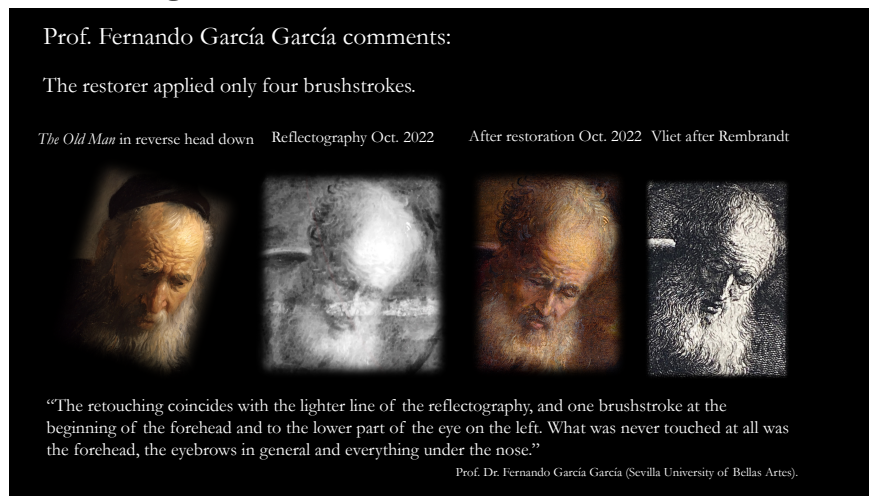 Prof. Fernando García García comments:
The restorer applied only four brushstrokes.
The Old Man in reverse head down
Reflectography Oct. 2022
After restoration Oct. 2022
Vliet after Rembrandt
“The retouching coincides with the lighter line of the reflectography, and one brushstroke at the
beginning of the forehead and to the lower part of the eye on the left. What was never touched at all was
the forehead, the eyebrows in general and everything under the nose.”
Prof. Dr. Fernando García García (Sevilla University of Bellas Artes).